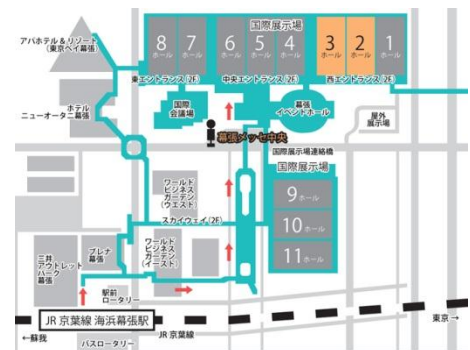 アパホテル＆リゾート
（東京ベイ幕張）
国際展示場
8
ホール
7
ホール
6
ホール
5
ホール
4
ホール
3
ホール
2
ホール
1
ホール
東エントランス(2F)
中央エントランス(2F)
西エントランス(2F)
ホテル
ニューオータニ幕張
国際
会議場
幕張
イベントホール
屋外
展示場
幕張メッセ中央
国際展示場連絡橋
国際展示場
9ホール
10ホール
11ホール
ワールド
ビジネス
ガーデン
(ウエスト)
スカイウェイ(2F)
三井
アウトレット
パーク
幕張
プレナ
幕張
ワールド
ビジネス
ガーデン
(イースト)
駅前
ロータリー
東京→
JR 京葉線 海浜幕張駅
JR 京葉線
←蘇我
バスロータリー